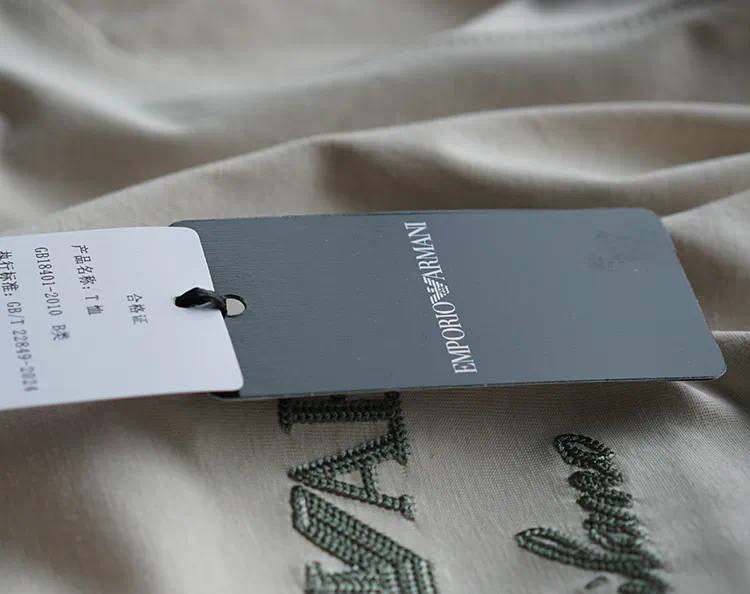 合格证
产品名称: T恤
GB18401-2010 B类
执行标准: GB/T 22849-2024
EMPORIO ARMANI